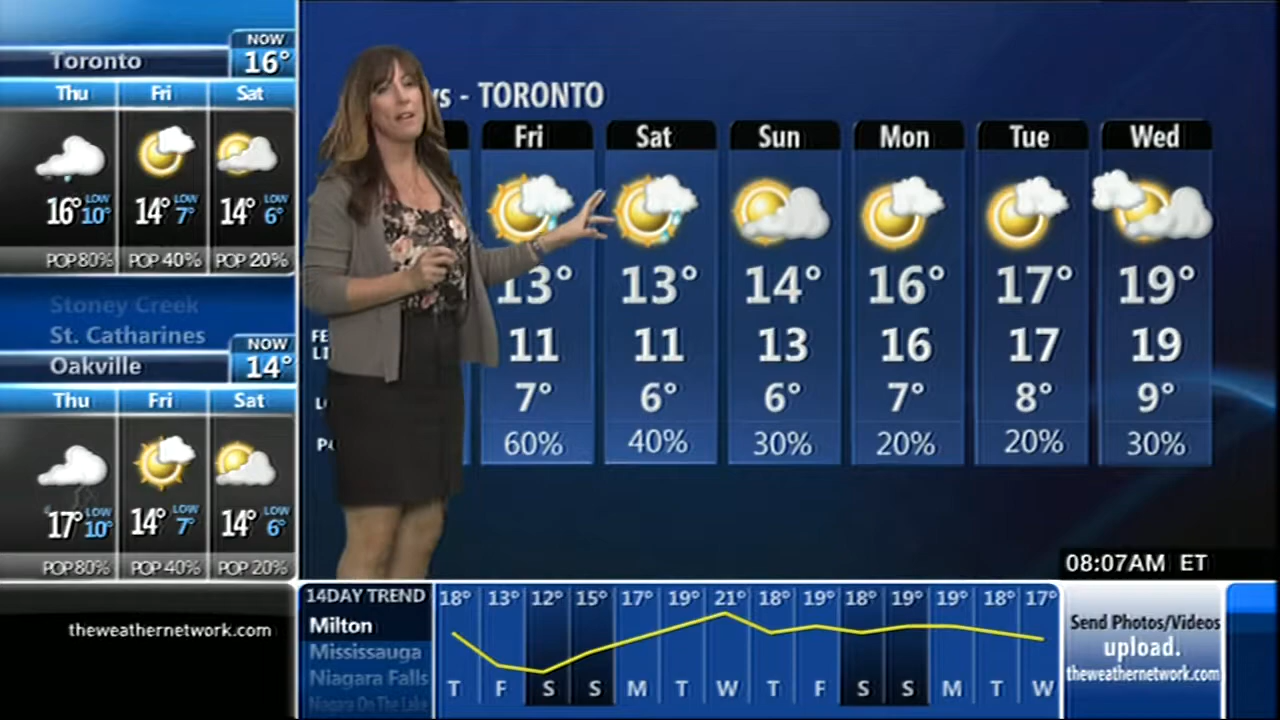 Toronto
NOW
16°
Thu Fri Sat
16° LOW 10° 14° LOW 7° 14° LOW 6°
POP 80% POP 40% POP 20%
Stoney Creek
St. Catharines
Oakville
NOW
14°
Thu Fri Sat
17° LOW 10° 14° LOW 7° 14° LOW 6°
POP 80% POP 40% POP 20%
theweathernetwork.com
- TORONTO
Fri Sat Sun Mon Tue Wed
13° 13° 14° 16° 17° 19°
11 11 13 16 17 19
7° 6° 6° 7° 8° 9°
60% 40% 30% 20% 20% 30%
08:07AM ET
14DAY TREND
Milton
Mississauga
Niagara Falls
Niagara On The Lake
18° 13° 12° 15° 17° 19° 21° 18° 19° 18° 19° 19° 18° 17°
T F S S M T W T F S S M T W
Send Photos/Videos
upload.
theweathernetwork.com